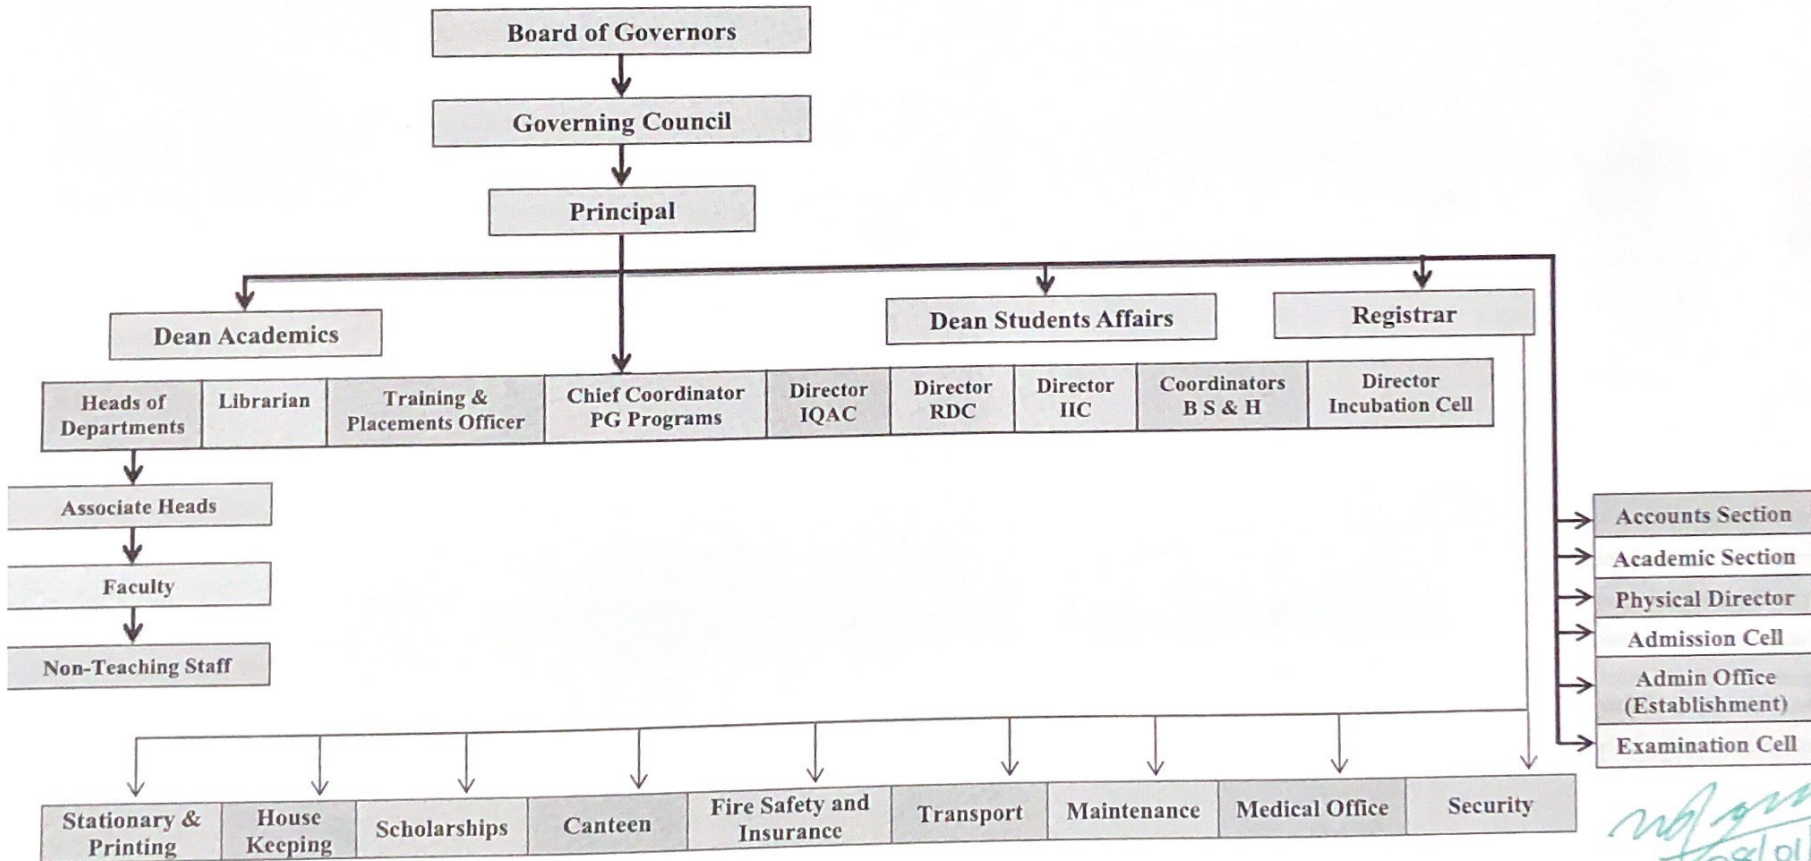 Board of Governors
Governing Council
Principal
Dean Academics
Dean Students Affairs
Registrar
Heads of
Departments
Librarian
Training &
Placements Officer
Chief Coordinator
PG Programs
Director
IQAC
Director
RDC
Director
IIC
Coordinators
B S & H
Director
Incubation Cell
Associate Heads
Faculty
Non-Teaching Staff
Accounts Section
Academic Section
Physical Director
Admission Cell
Admin Office
(Establishment)
Examination Cell
Stationary &
Printing
House
Keeping
Scholarships
Canteen
Fire Safety and
Insurance
Transport
Maintenance
Medical Office
Security